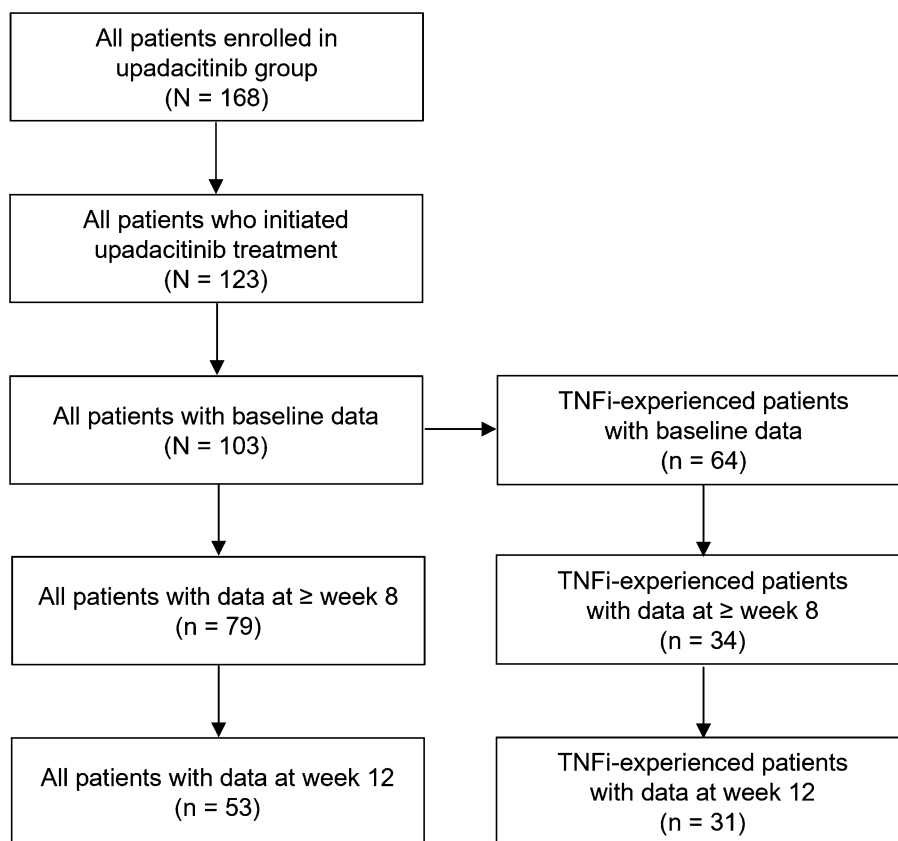 All patients enrolled in
upadacitinib group
(N = 168)
All patients who initiated
upadacitinib treatment
(N = 123)
All patients with baseline data
(N = 103)
TNFi-experienced patients
with baseline data
(n = 64)
All patients with data at ≥ week 8
(n = 79)
TNFi-experienced patients
with data at ≥ week 8
(n = 34)
All patients with data at week 12
(n = 53)
TNFi-experienced patients
with data at week 12
(n = 31)